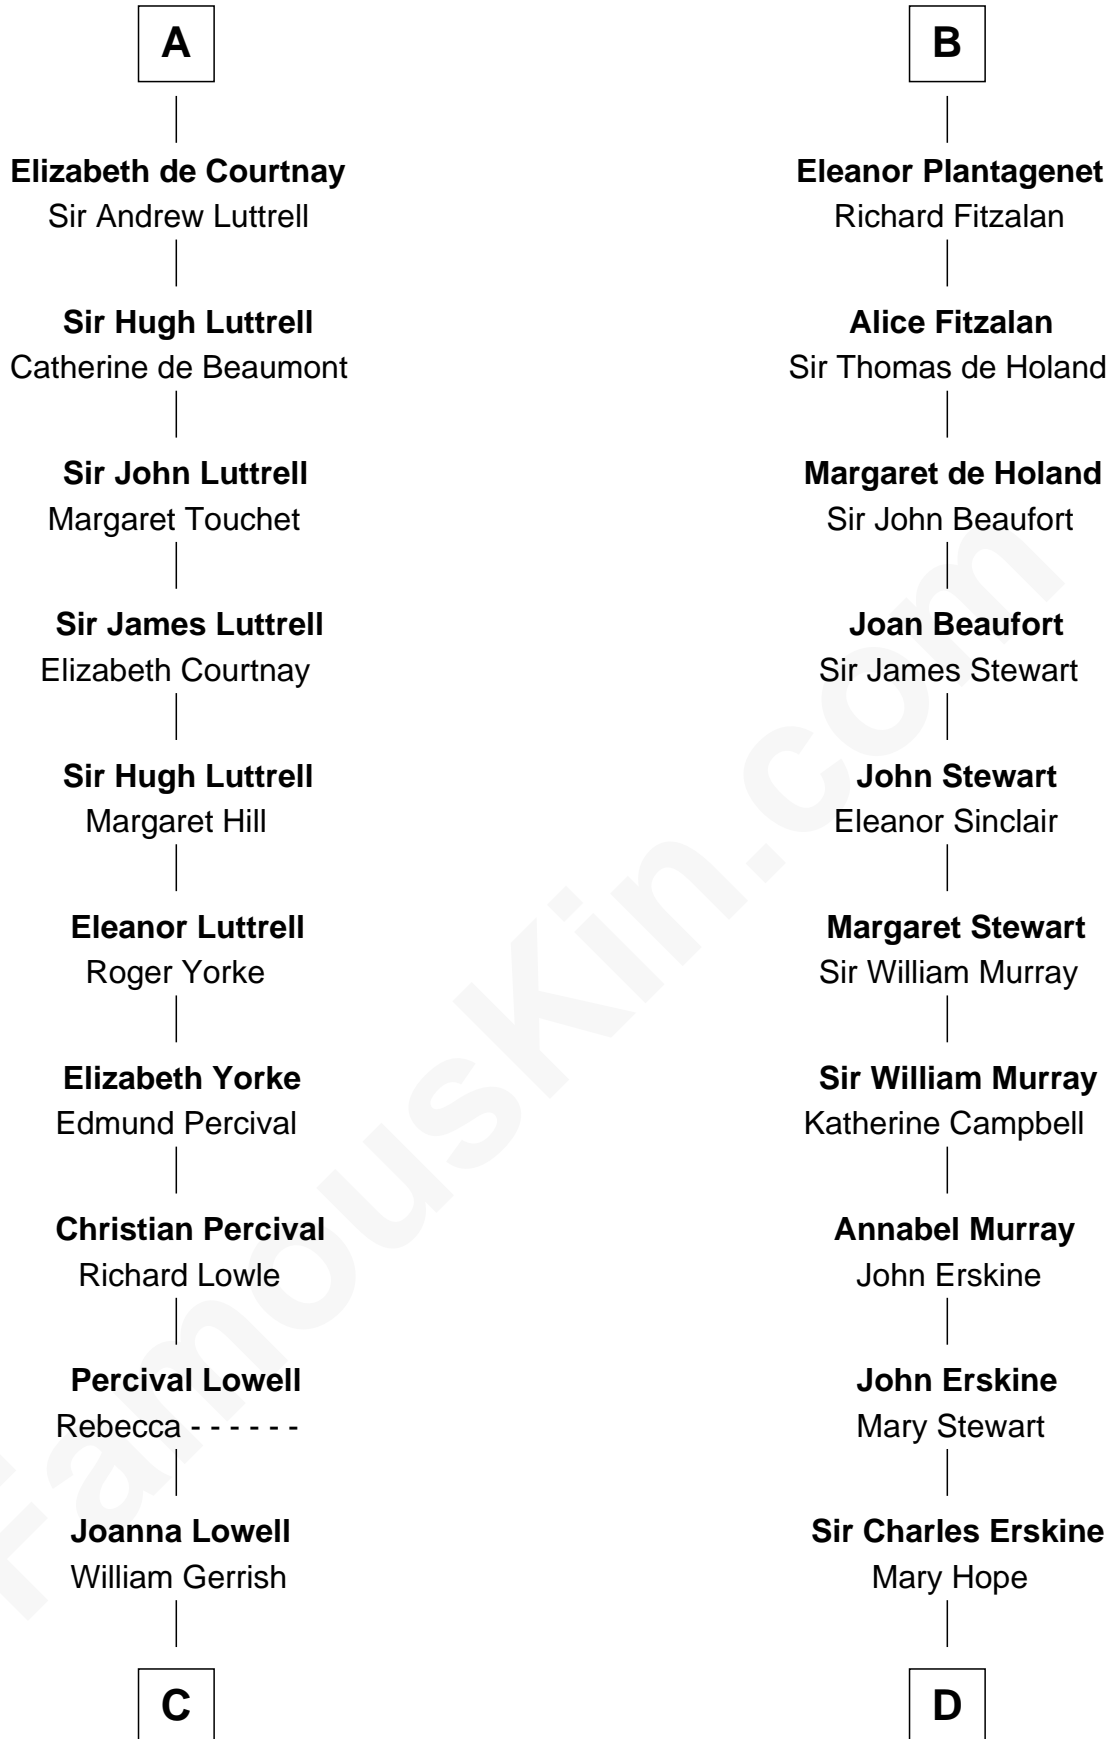 A
Elizabeth de Courtnay
Sir Andrew Luttrell
Sir Hugh Luttrell
Catherine de Beaumont
Sir John Luttrell
Margaret Touchet
Sir James Luttrell
Elizabeth Courtnay
Sir Hugh Luttrell
Margaret Hill
Eleanor Luttrell
Roger Yorke
Elizabeth Yorke
Edmund Percival
Christian Percival
Richard Lowle
Percival Lowell
Rebecca - - - - - -
Joanna Lowell
William Gerrish
C
B
Eleanor Plantagenet
Richard Fitzalan
Alice Fitzalan
Sir Thomas de Holand
Margaret de Holand
Sir John Beaufort
Joan Beaufort
Sir James Stewart
John Stewart
Eleanor Sinclair
Margaret Stewart
Sir William Murray
Sir William Murray
Katherine Campbell
Annabel Murray
John Erskine
John Erskine
Mary Stewart
Sir Charles Erskine
Mary Hope
D
FamousKin.com